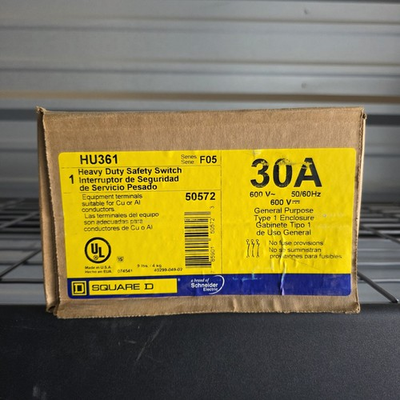 HU361
Series
Serie
F05
1
Heavy Duty Safety Switch
Interruptor de Seguridad
de Servicio Pesado
Equipment terminals
suitable for Cu or Al
conductors.
Las terminales del equipo
son adecuadas para
conductores de Cu o Al
50572
UL
Made in U.S.A.
Hecho en EUA.
SQUARE D
a brand of
Schneider
Electric
30A
600 V~ 50/60Hz
600 V⎓
General Purpose
Type 1 Enclosure
Gabinete Tipo 1
de Uso General
No fuse provisions
No air suministran
provisiones para fusibles.